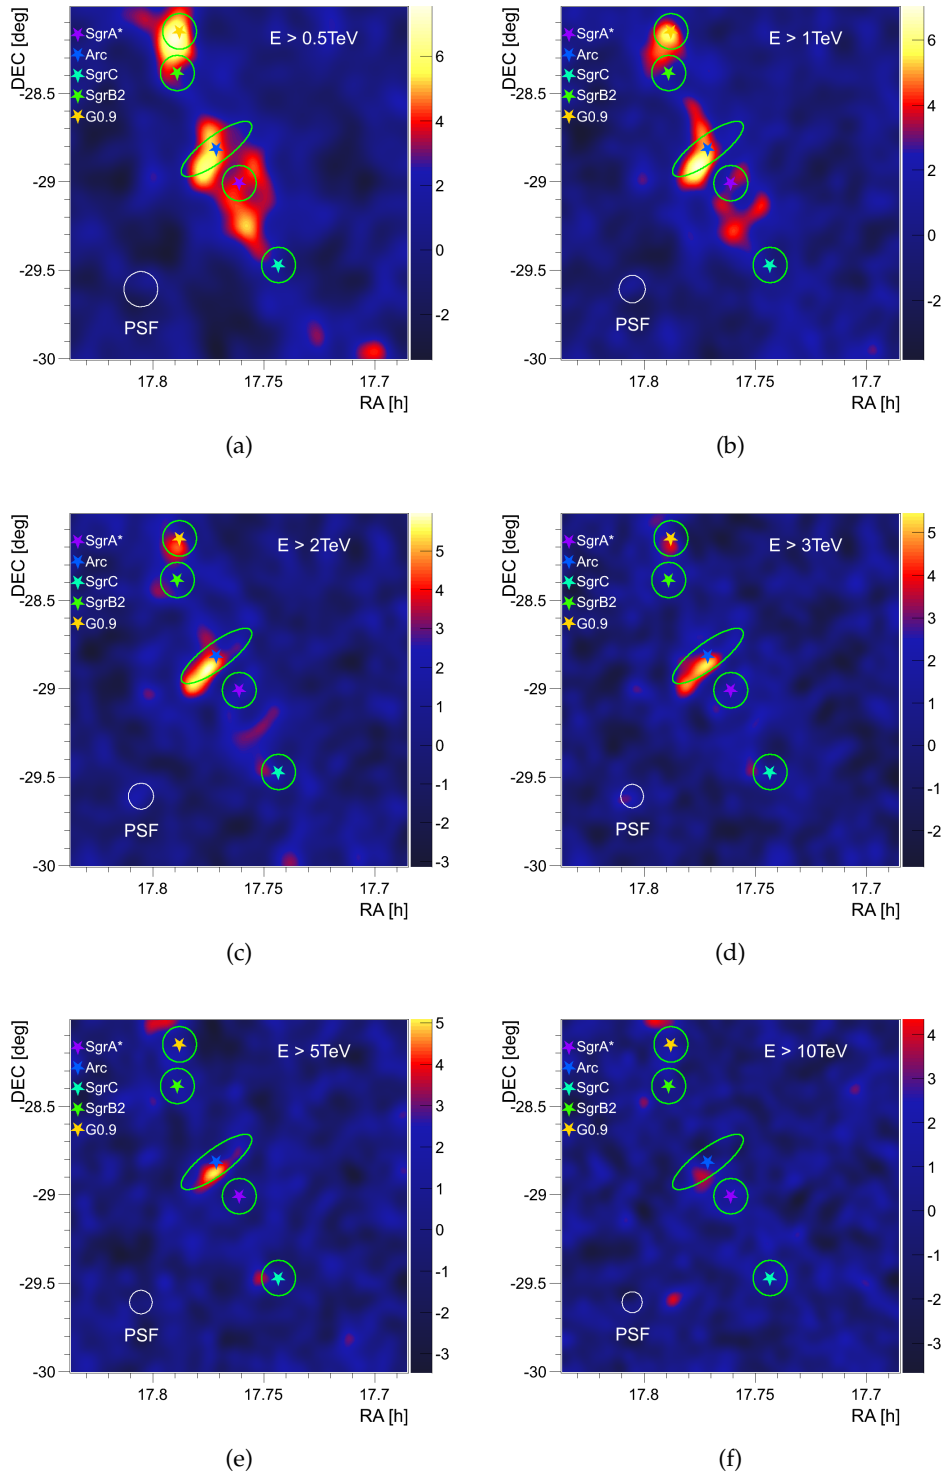 DEC [deg]
SgrA*
Arc
SgrC
SgrB2
G0.9
E > 0.5TeV
PSF
-28.5
-29
-29.5
-30
17.8
17.75
17.7
RA [h]
6
4
2
0
-2
(a)
DEC [deg]
SgrA*
Arc
SgrC
SgrB2
G0.9
E > 1TeV
PSF
-28.5
-29
-29.5
-30
17.8
17.75
17.7
RA [h]
6
4
2
0
-2
(b)
DEC [deg]
SgrA*
Arc
SgrC
SgrB2
G0.9
E > 2TeV
PSF
-28.5
-29
-29.5
-30
17.8
17.75
17.7
RA [h]
5
4
3
2
1
0
-1
-2
-3
(c)
DEC [deg]
SgrA*
Arc
SgrC
SgrB2
G0.9
E > 3TeV
PSF
-28.5
-29
-29.5
-30
17.8
17.75
17.7
RA [h]
5
4
3
2
1
0
-1
-2
(d)
DEC [deg]
SgrA*
Arc
SgrC
SgrB2
G0.9
E > 5TeV
PSF
-28.5
-29
-29.5
-30
17.8
17.75
17.7
RA [h]
5
4
3
2
1
0
-1
-2
-3
(e)
DEC [deg]
SgrA*
Arc
SgrC
SgrB2
G0.9
E > 10TeV
PSF
-28.5
-29
-29.5
-30
17.8
17.75
17.7
RA [h]
4
3
2
1
0
-1
-2
-3
(f)